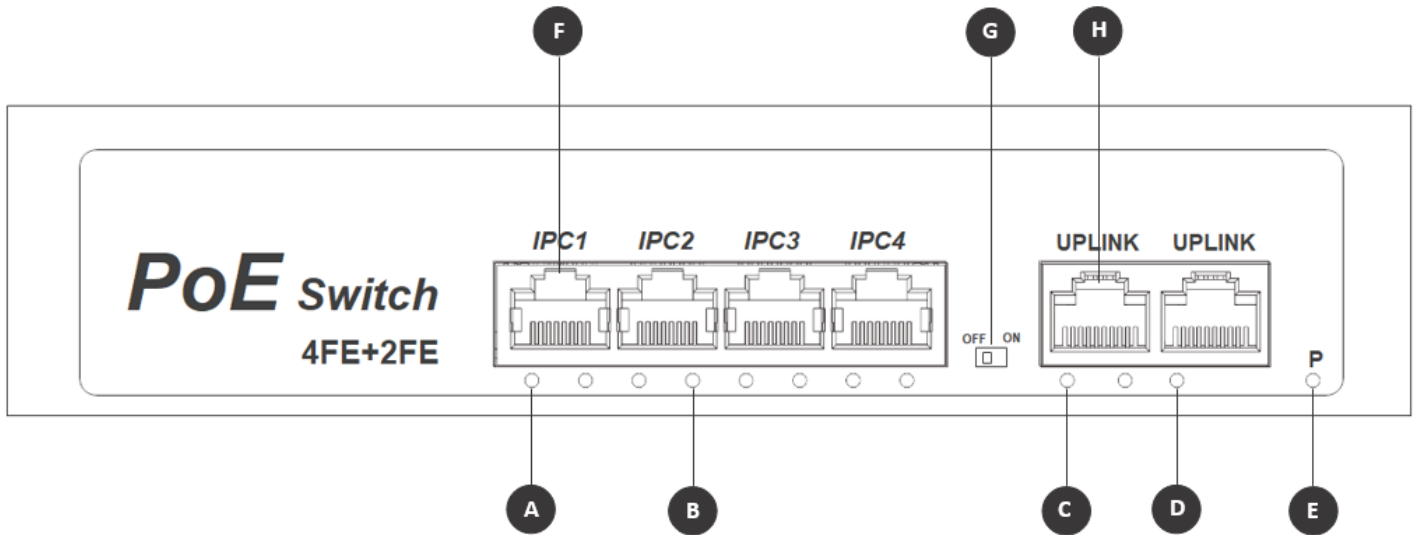 F G H
IPC1 IPC2 IPC3 IPC4 UPLINK UPLINK
PoE Switch
4FE+2FE
OFF ON
P
A B C D E